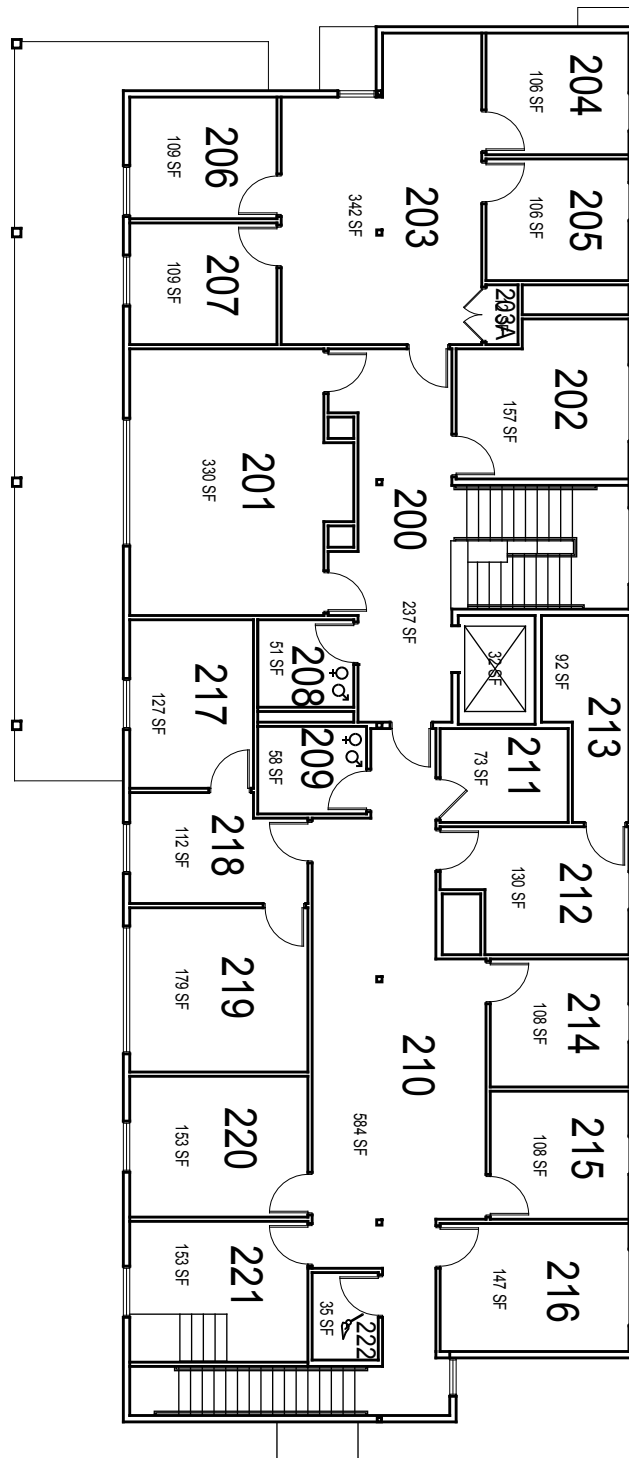 204
106 SF
205
106 SF
203
342 SF
206
109 SF
207
109 SF
203A
202
157 SF
201
330 SF
200
237 SF
208
51 SF
209
58 SF
32 SF
213
92 SF
211
73 SF
217
127 SF
218
112 SF
212
130 SF
219
179 SF
214
108 SF
210
584 SF
215
108 SF
220
153 SF
221
153 SF
216
147 SF
222
35 SF